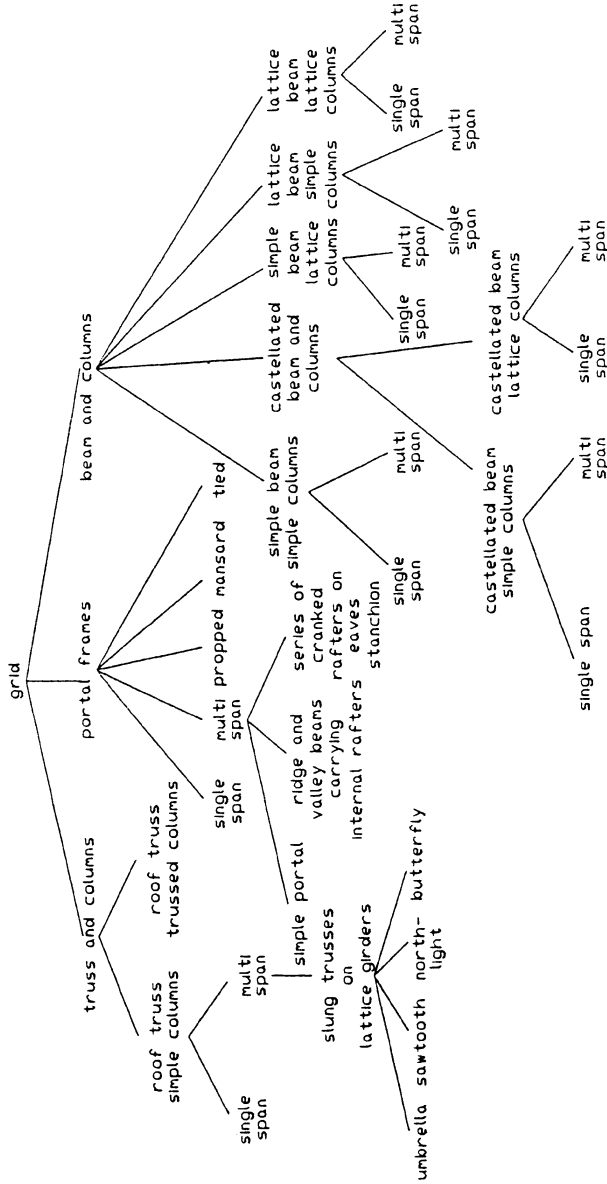 grid
truss and columns
portal frames
beam and columns
roof truss
simple columns
roof truss
trussed columns
single
span
multi
span
propped
mansard
tied
simple beam
simple columns
castellated
beam and
columns
simple
beam
lattice
columns
lattice
beam
simple
columns
lattice
beam
lattice
columns
single
span
multi
span
slung trusses
on
lattice girders
umbrella
sawtooth
north-
light
butterfly
simple portal
ridge and
valley beans
carrying
internal rafters
series of
cranked
rafters on
eaves
stanchion
single
span
multi
span
castellated beam
simple columns
castellated beam
lattice columns
single
span
multi
span
single
span
multi
span
single
span
multi
span
single span
multi
span
single
span
multi
span